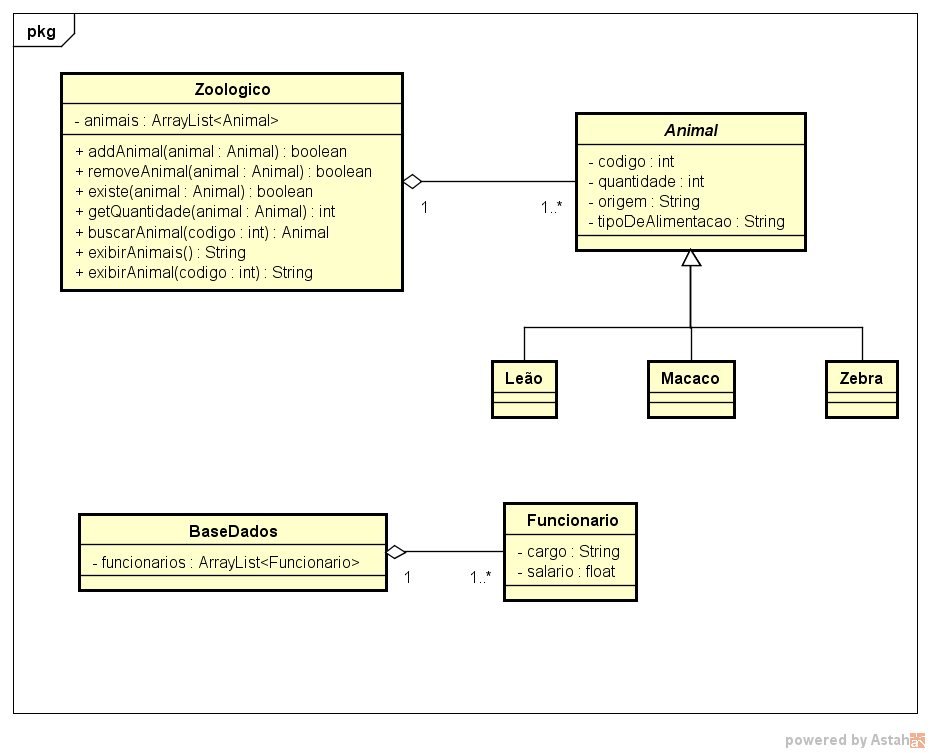 pkg
Zoologico
- animais : ArrayList<Animal>
+ addAnimal(animal : Animal) : boolean
+ removeAnimal(animal : Animal) : boolean
+ existe(animal : Animal) : boolean
+ getQuantidade(animal : Animal) : int
+ buscarAnimal(codigo : int) : Animal
+ exibirAnimais() : String
+ exibirAnimal(codigo : int) : String
1
1..*
Animal
- codigo : int
- quantidade : int
- origem : String
- tipoDeAlimentacao : String
Leão
Macaco
Zebra
BaseDados
- funcionarios : ArrayList<Funcionario>
1
1..*
Funcionario
- cargo : String
- salario : float
powered by Astah